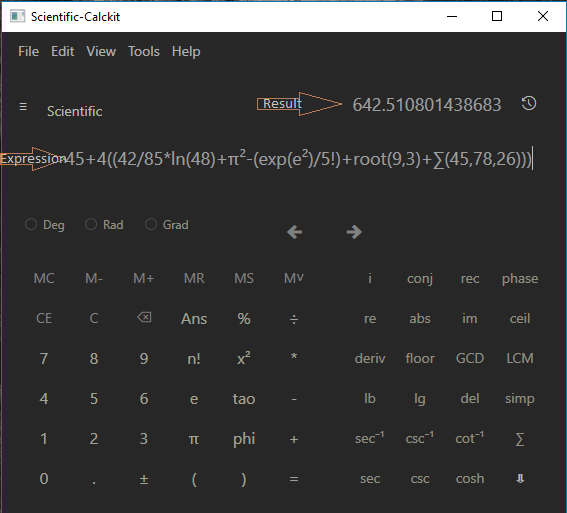 Scientific-Calckit
File Edit View Tools Help
Result 642.510801438683
Scientific
Expression 45+4((42/85*ln(48)+π²-(exp(e²)/5!)+root(9,3)+∑(45,78,26)))
Deg Rad Grad
MC M- M+ MR MS M˅ i conj rec phase
CE C Ans % ÷ re abs im ceil
7 8 9 n! x² * deriv floor GCD LCM
4 5 6 e tao - lb lg del simp
1 2 3 π phi + sec⁻¹ csc⁻¹ cot⁻¹ ∑
0 . ± ( ) = sec csc cosh